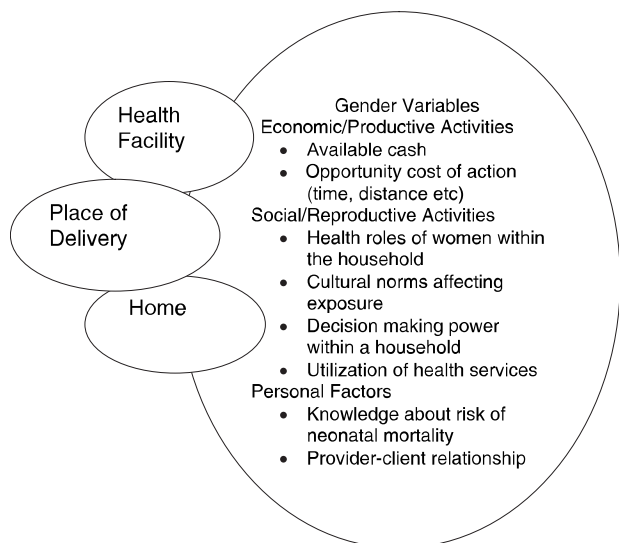 Health
Facility
Place of
Delivery
Home
Gender Variables
Economic/Productive Activities
• Available cash
• Opportunity cost of action
(time, distance etc)
Social/Reproductive Activities
• Health roles of women within
the household
• Cultural norms affecting
exposure
• Decision making power
within a household
• Utilization of health services
Personal Factors
• Knowledge about risk of
neonatal mortality
• Provider-client relationship